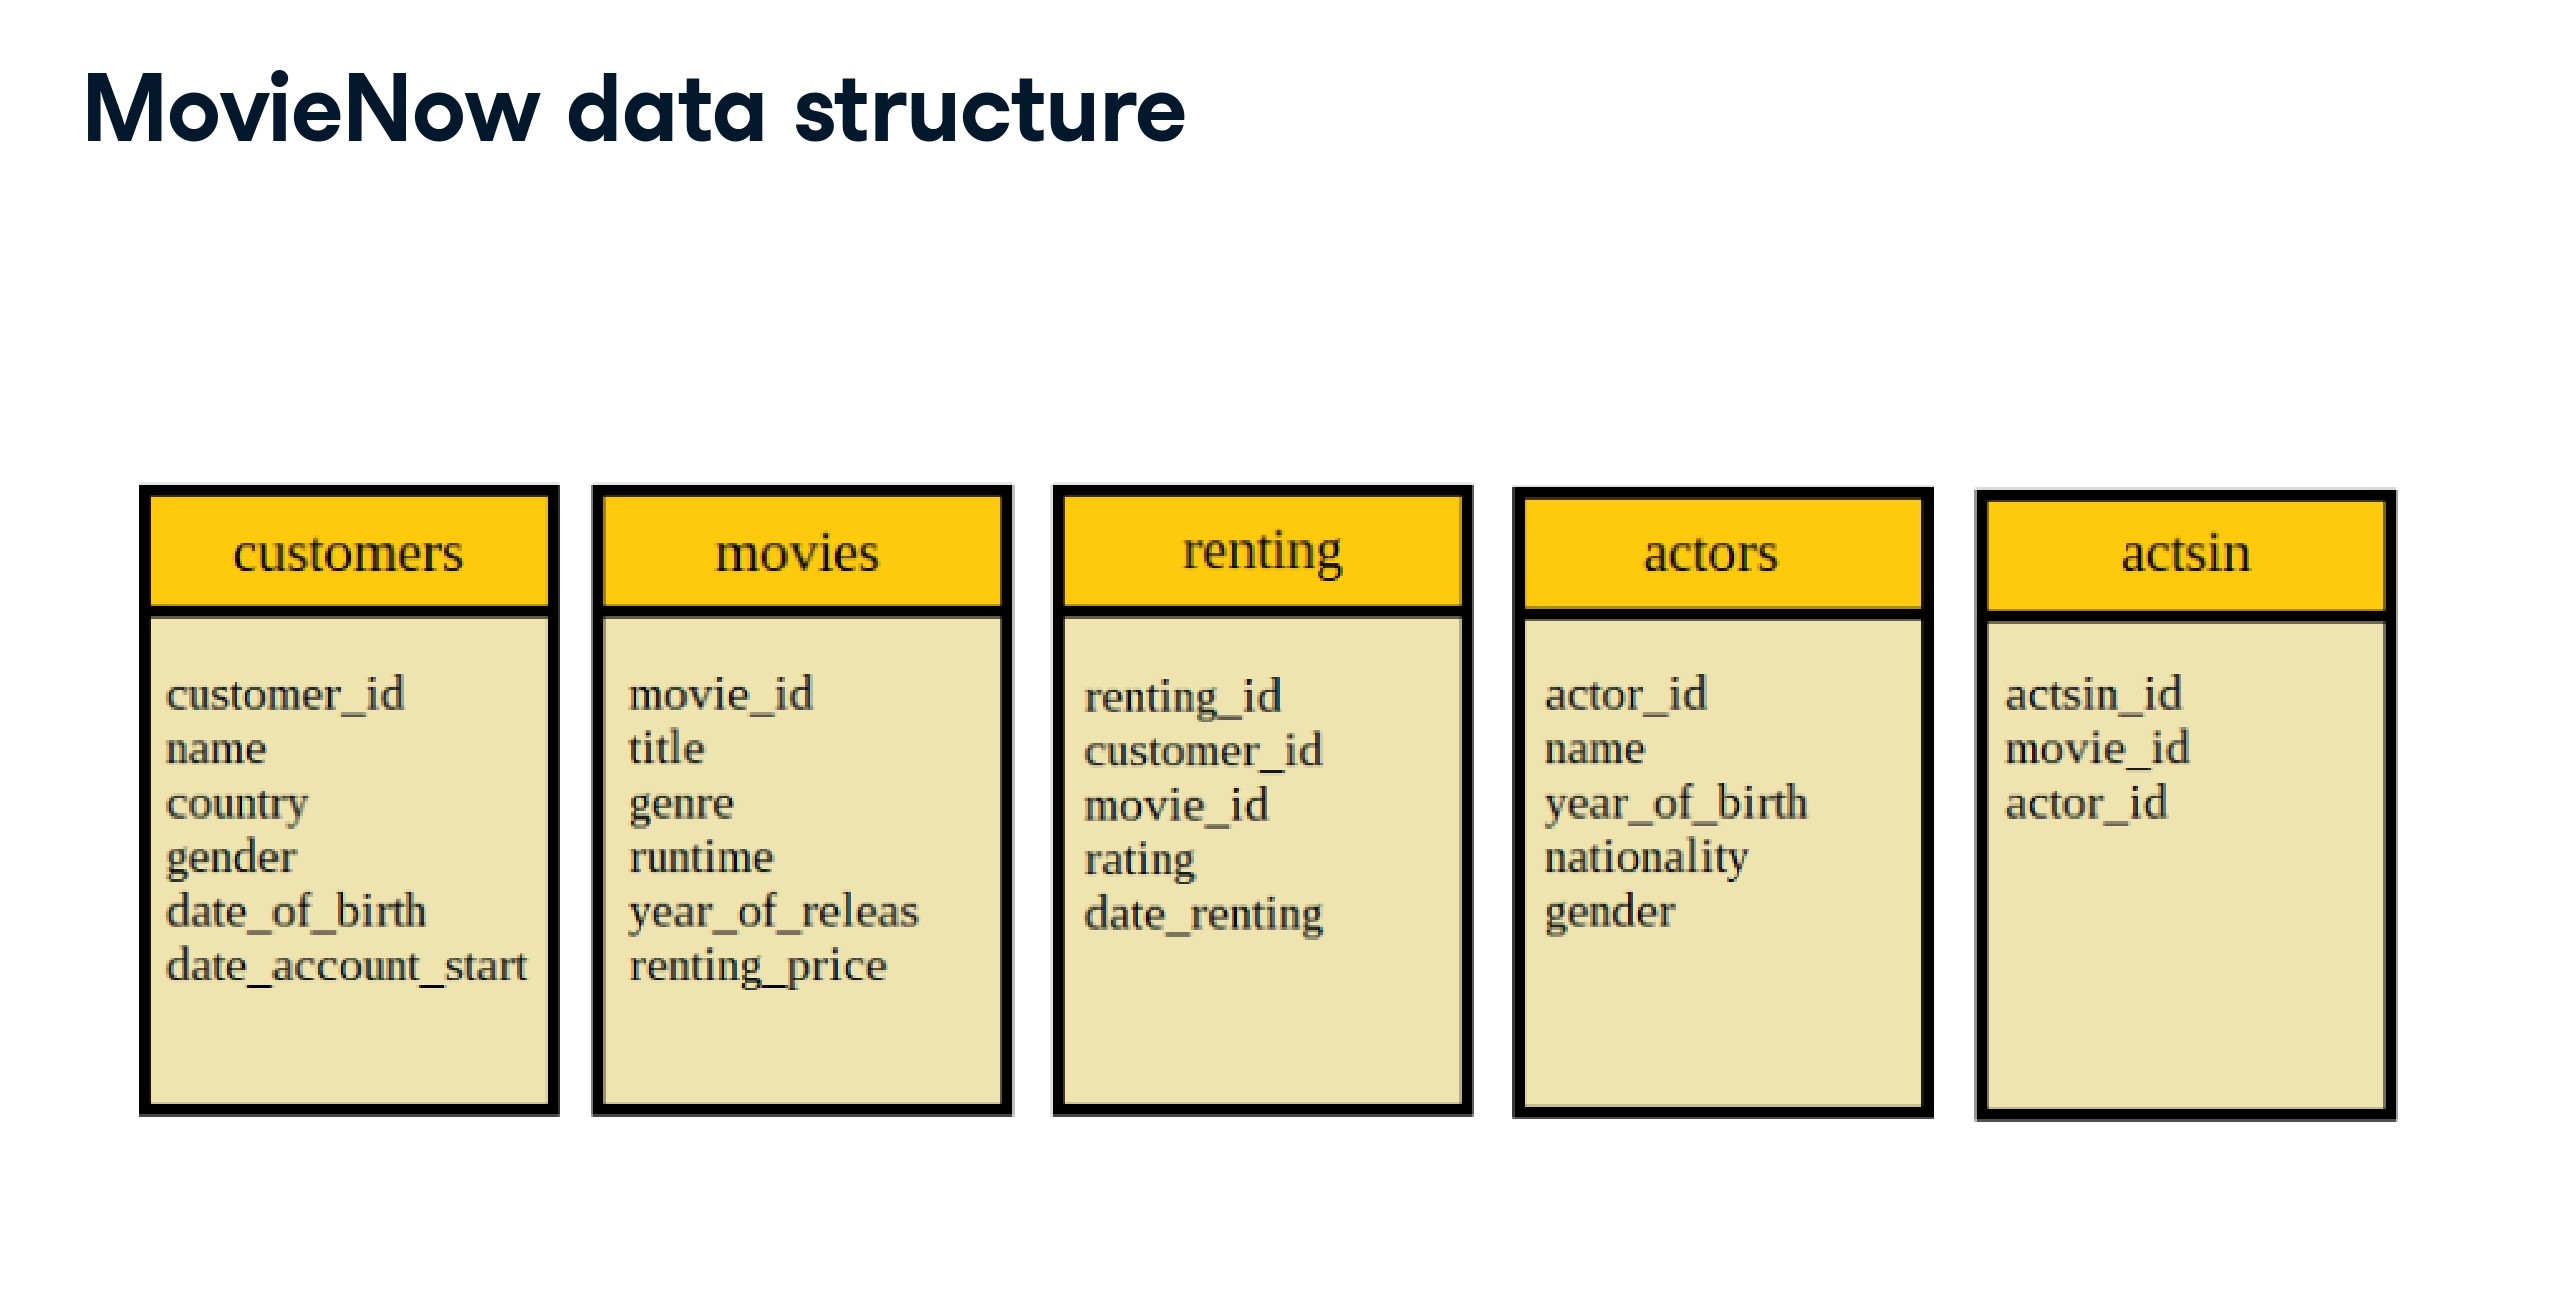 MovieNow data structure
customers
customer_id
name
country
gender
date_of_birth
date_account_start
movies
movie_id
title
genre
runtime
year_of_releas
renting_price
renting
renting_id
customer_id
movie_id
rating
date_renting
actors
actor_id
name
year_of_birth
nationality
gender
actsin
actsin_id
movie_id
actor_id